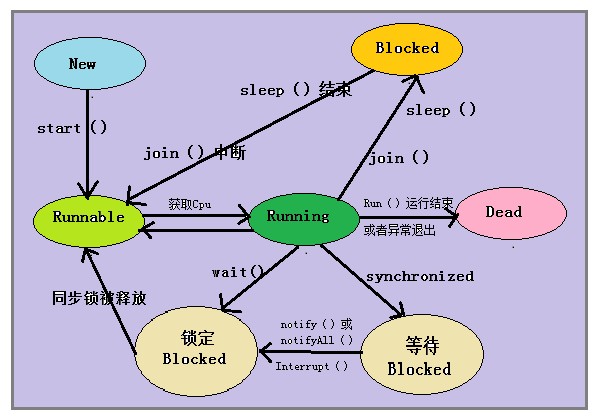 New
Blocked
sleep () 结束
sleep ()
start ()
join () 中断
join ()
Runnable
获取Cpu
Running
Run () 运行结束
或者异常退出
Dead
wait()
synchronized
同步锁被释放
锁定
Blocked
notify () 或
notifyAll ()
Interrupt ()
等待
Blocked